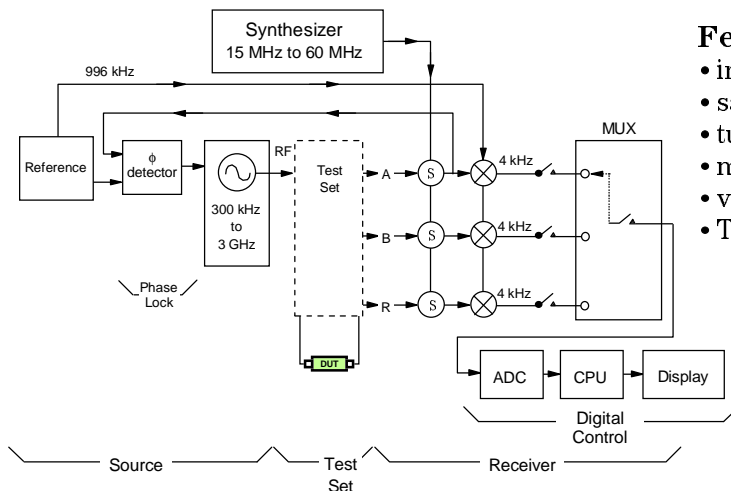 Synthesizer
15 MHz to 60 MHz
996 kHz
MUX
Reference
ϕ
detector
RF
300 kHz
to
3 GHz
Test
Set
A
S
4 kHz
B
S
4 kHz
R
S
4 kHz
Phase
Lock
DUT
ADC
CPU
Display
Digital
Control
Source
Test
Set
Receiver